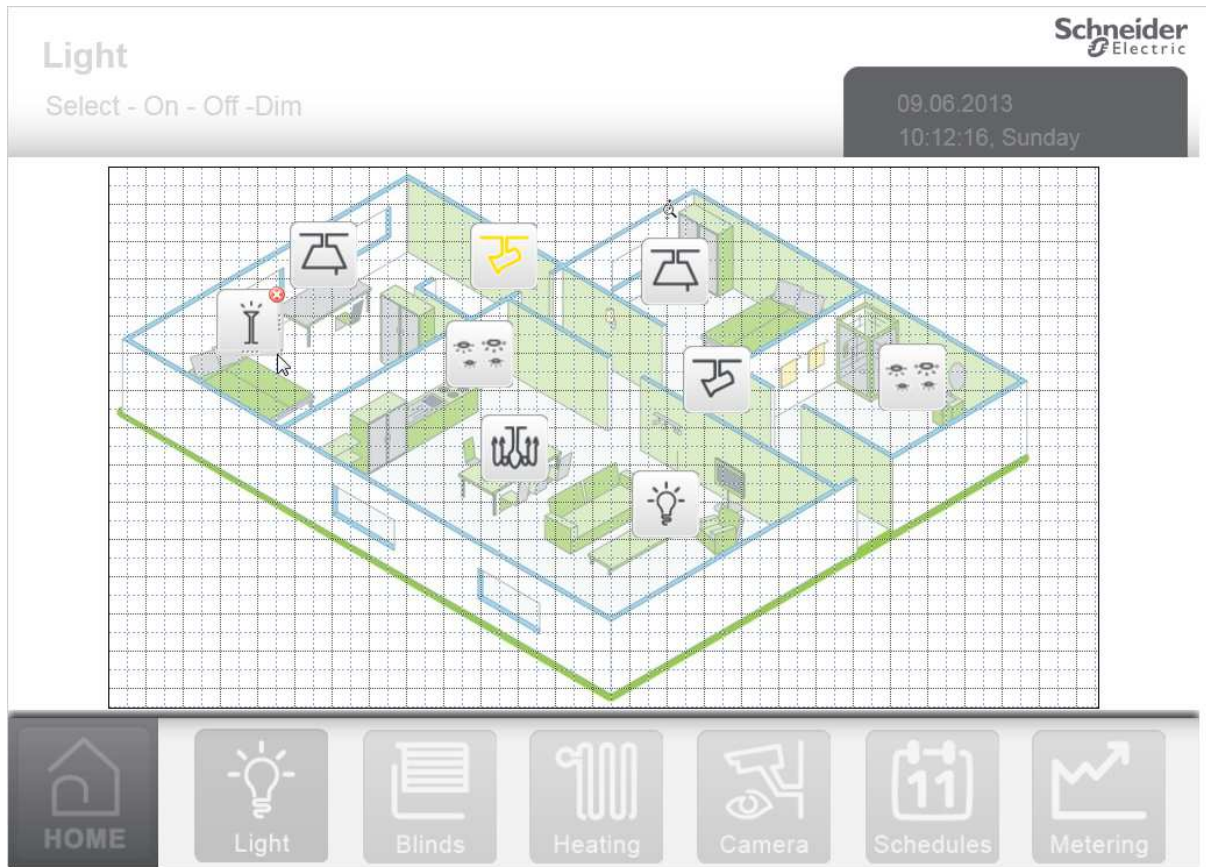 Schneider
Electric
Light
Select - On - Off -Dim
09.06.2013
10:12:16, Sunday
11
HOME
Light
Blinds
Heating
Camera
Schedules
Metering